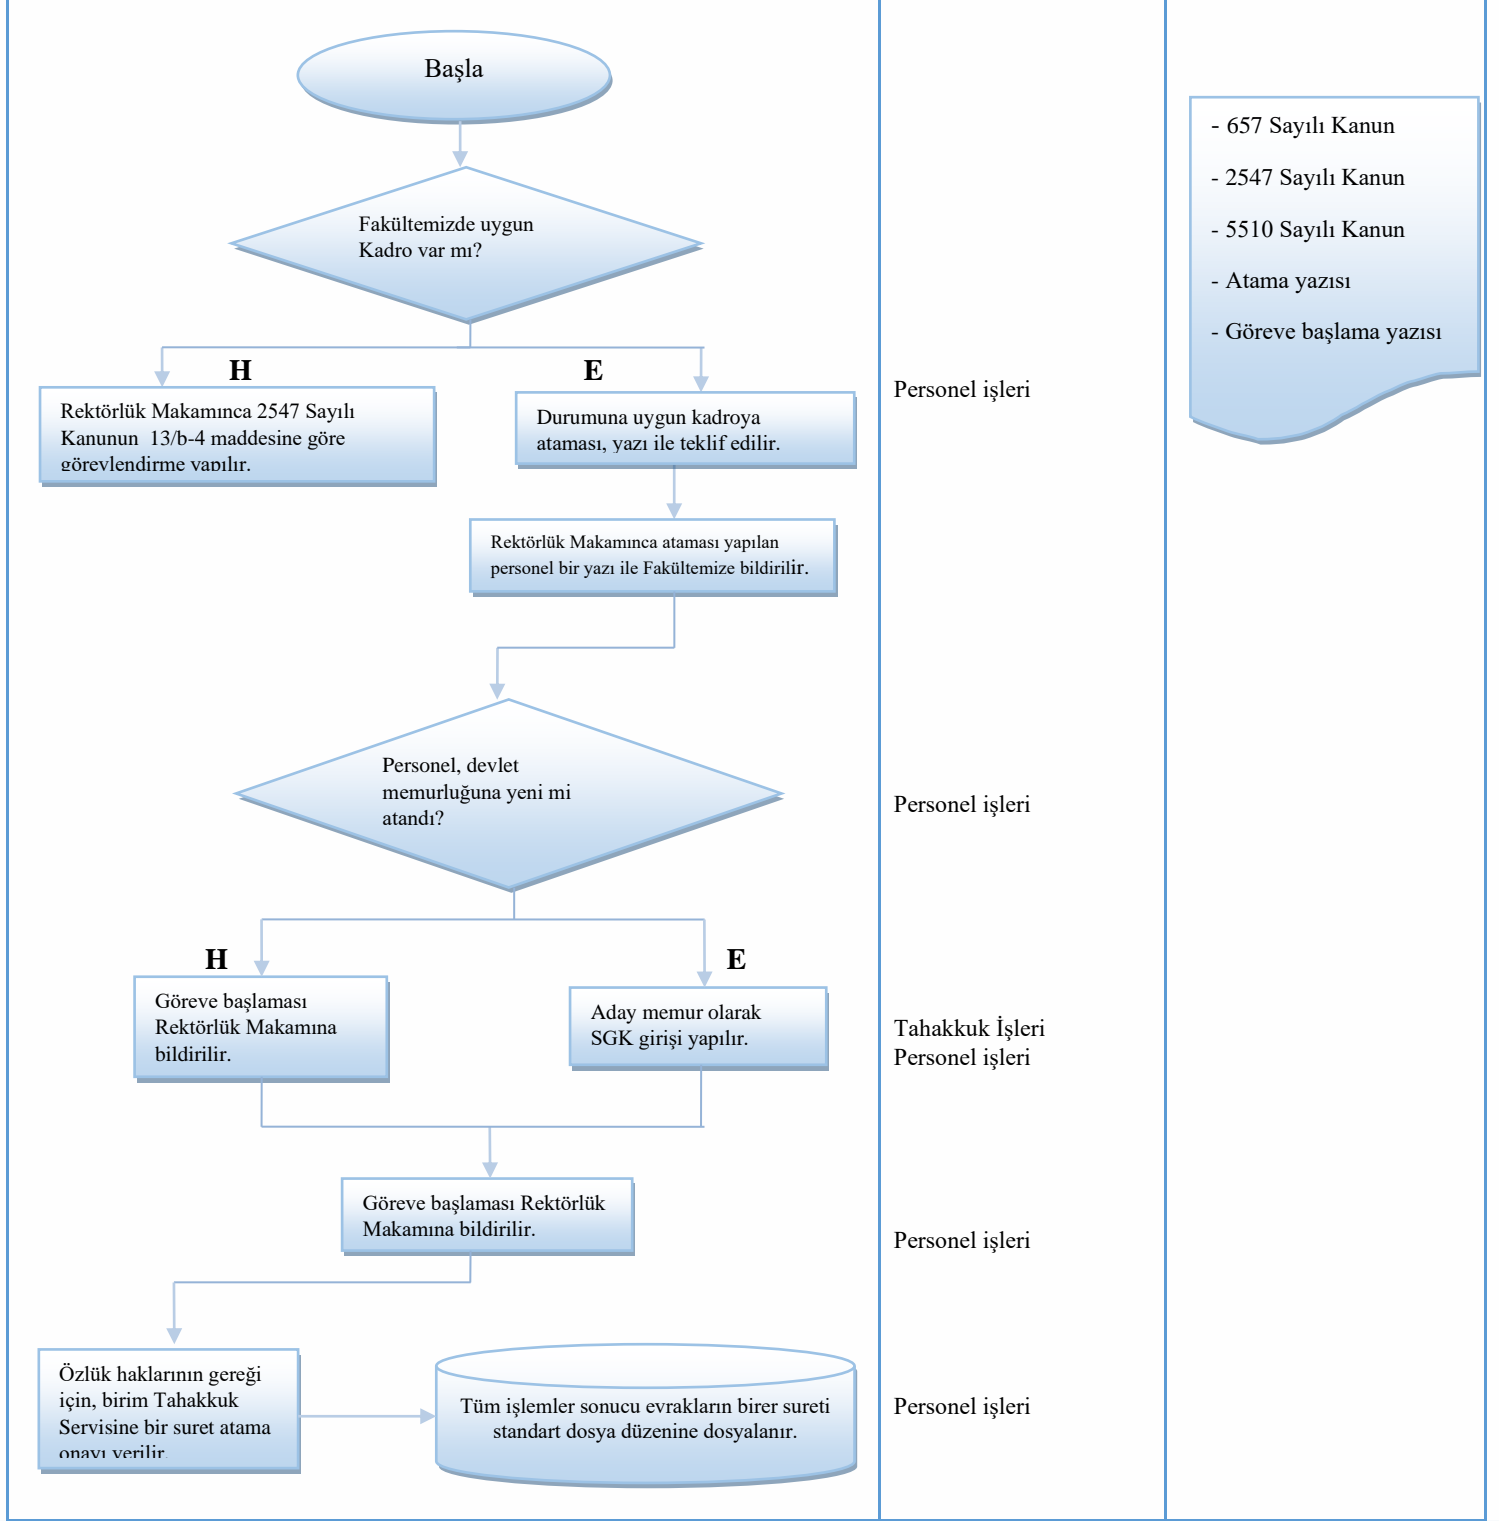 Başla
Fakültemizde uygun
Kadro var mı?
H
E
Rektörlük Makamınca 2547 Sayılı
Kanunun 13/b-4 maddesine göre
görevlendirme yapılır.
Durumuna uygun kadroya
ataması, yazı ile teklif edilir.
Rektörlük Makamınca ataması yapılan
personel bir yazı ile Fakültemize bildirilir.
Personel, devlet
memurluğuna yeni mi
atandı?
H
E
Göreve başlaması
Rektörlük Makamına
bildirilir.
Aday memur olarak
SGK girişi yapılır.
Göreve başlaması Rektörlük
Makamına bildirilir.
Özlük haklarının gereği
için, birim Tahakkuk
Servisine bir suret atama
onayı verilir.
Tüm işlemler sonucu evrakların birer sureti
standart dosya düzenine dosyalanır.
Personel işleri
Personel işleri
Tahakkuk İşleri
Personel işleri
Personel işleri
Personel işleri
- 657 Sayılı Kanun
- 2547 Sayılı Kanun
- 5510 Sayılı Kanun
- Atama yazısı
- Göreve başlama yazısı